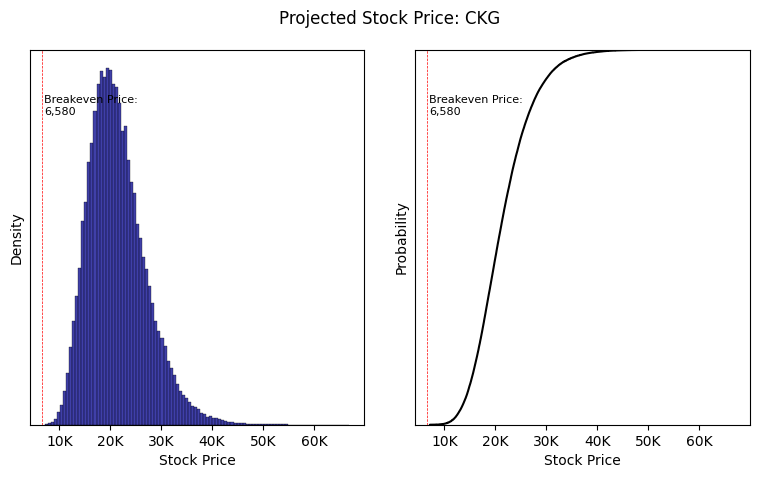 Projected Stock Price: CKG
Breakeven Price:
6,580
Density
10K 20K 30K 40K 50K 60K
Stock Price
Breakeven Price:
6,580
Probability
10K 20K 30K 40K 50K 60K
Stock Price